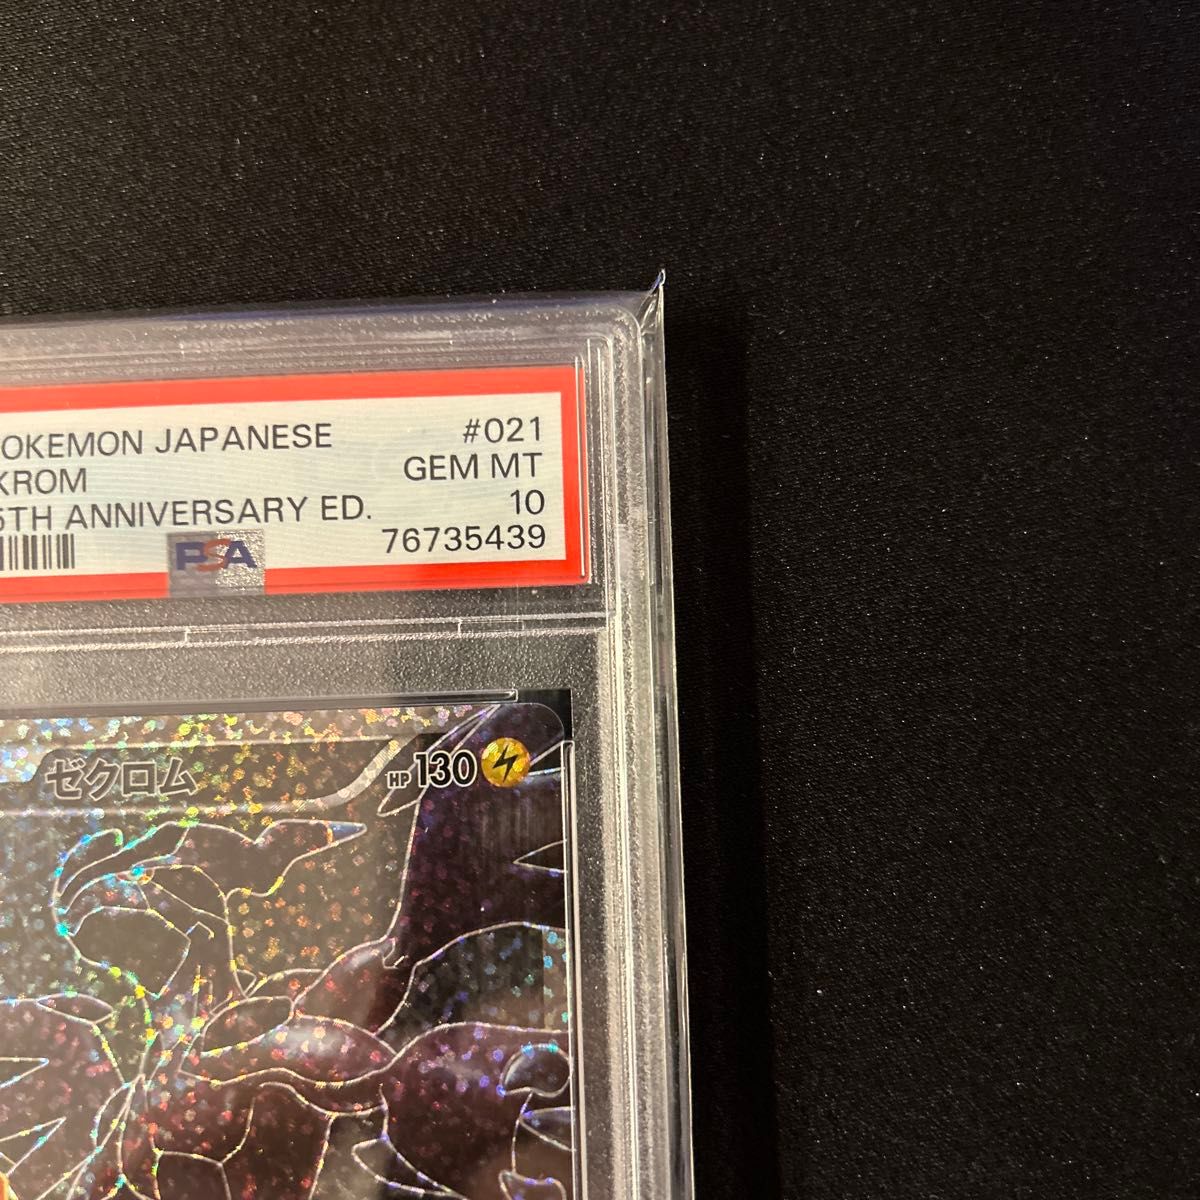 OKEMON JAPANESE #021
KROM GEM MT
5TH ANNIVERSARY ED. 10
PSA 76735439
ゼクロム HP130